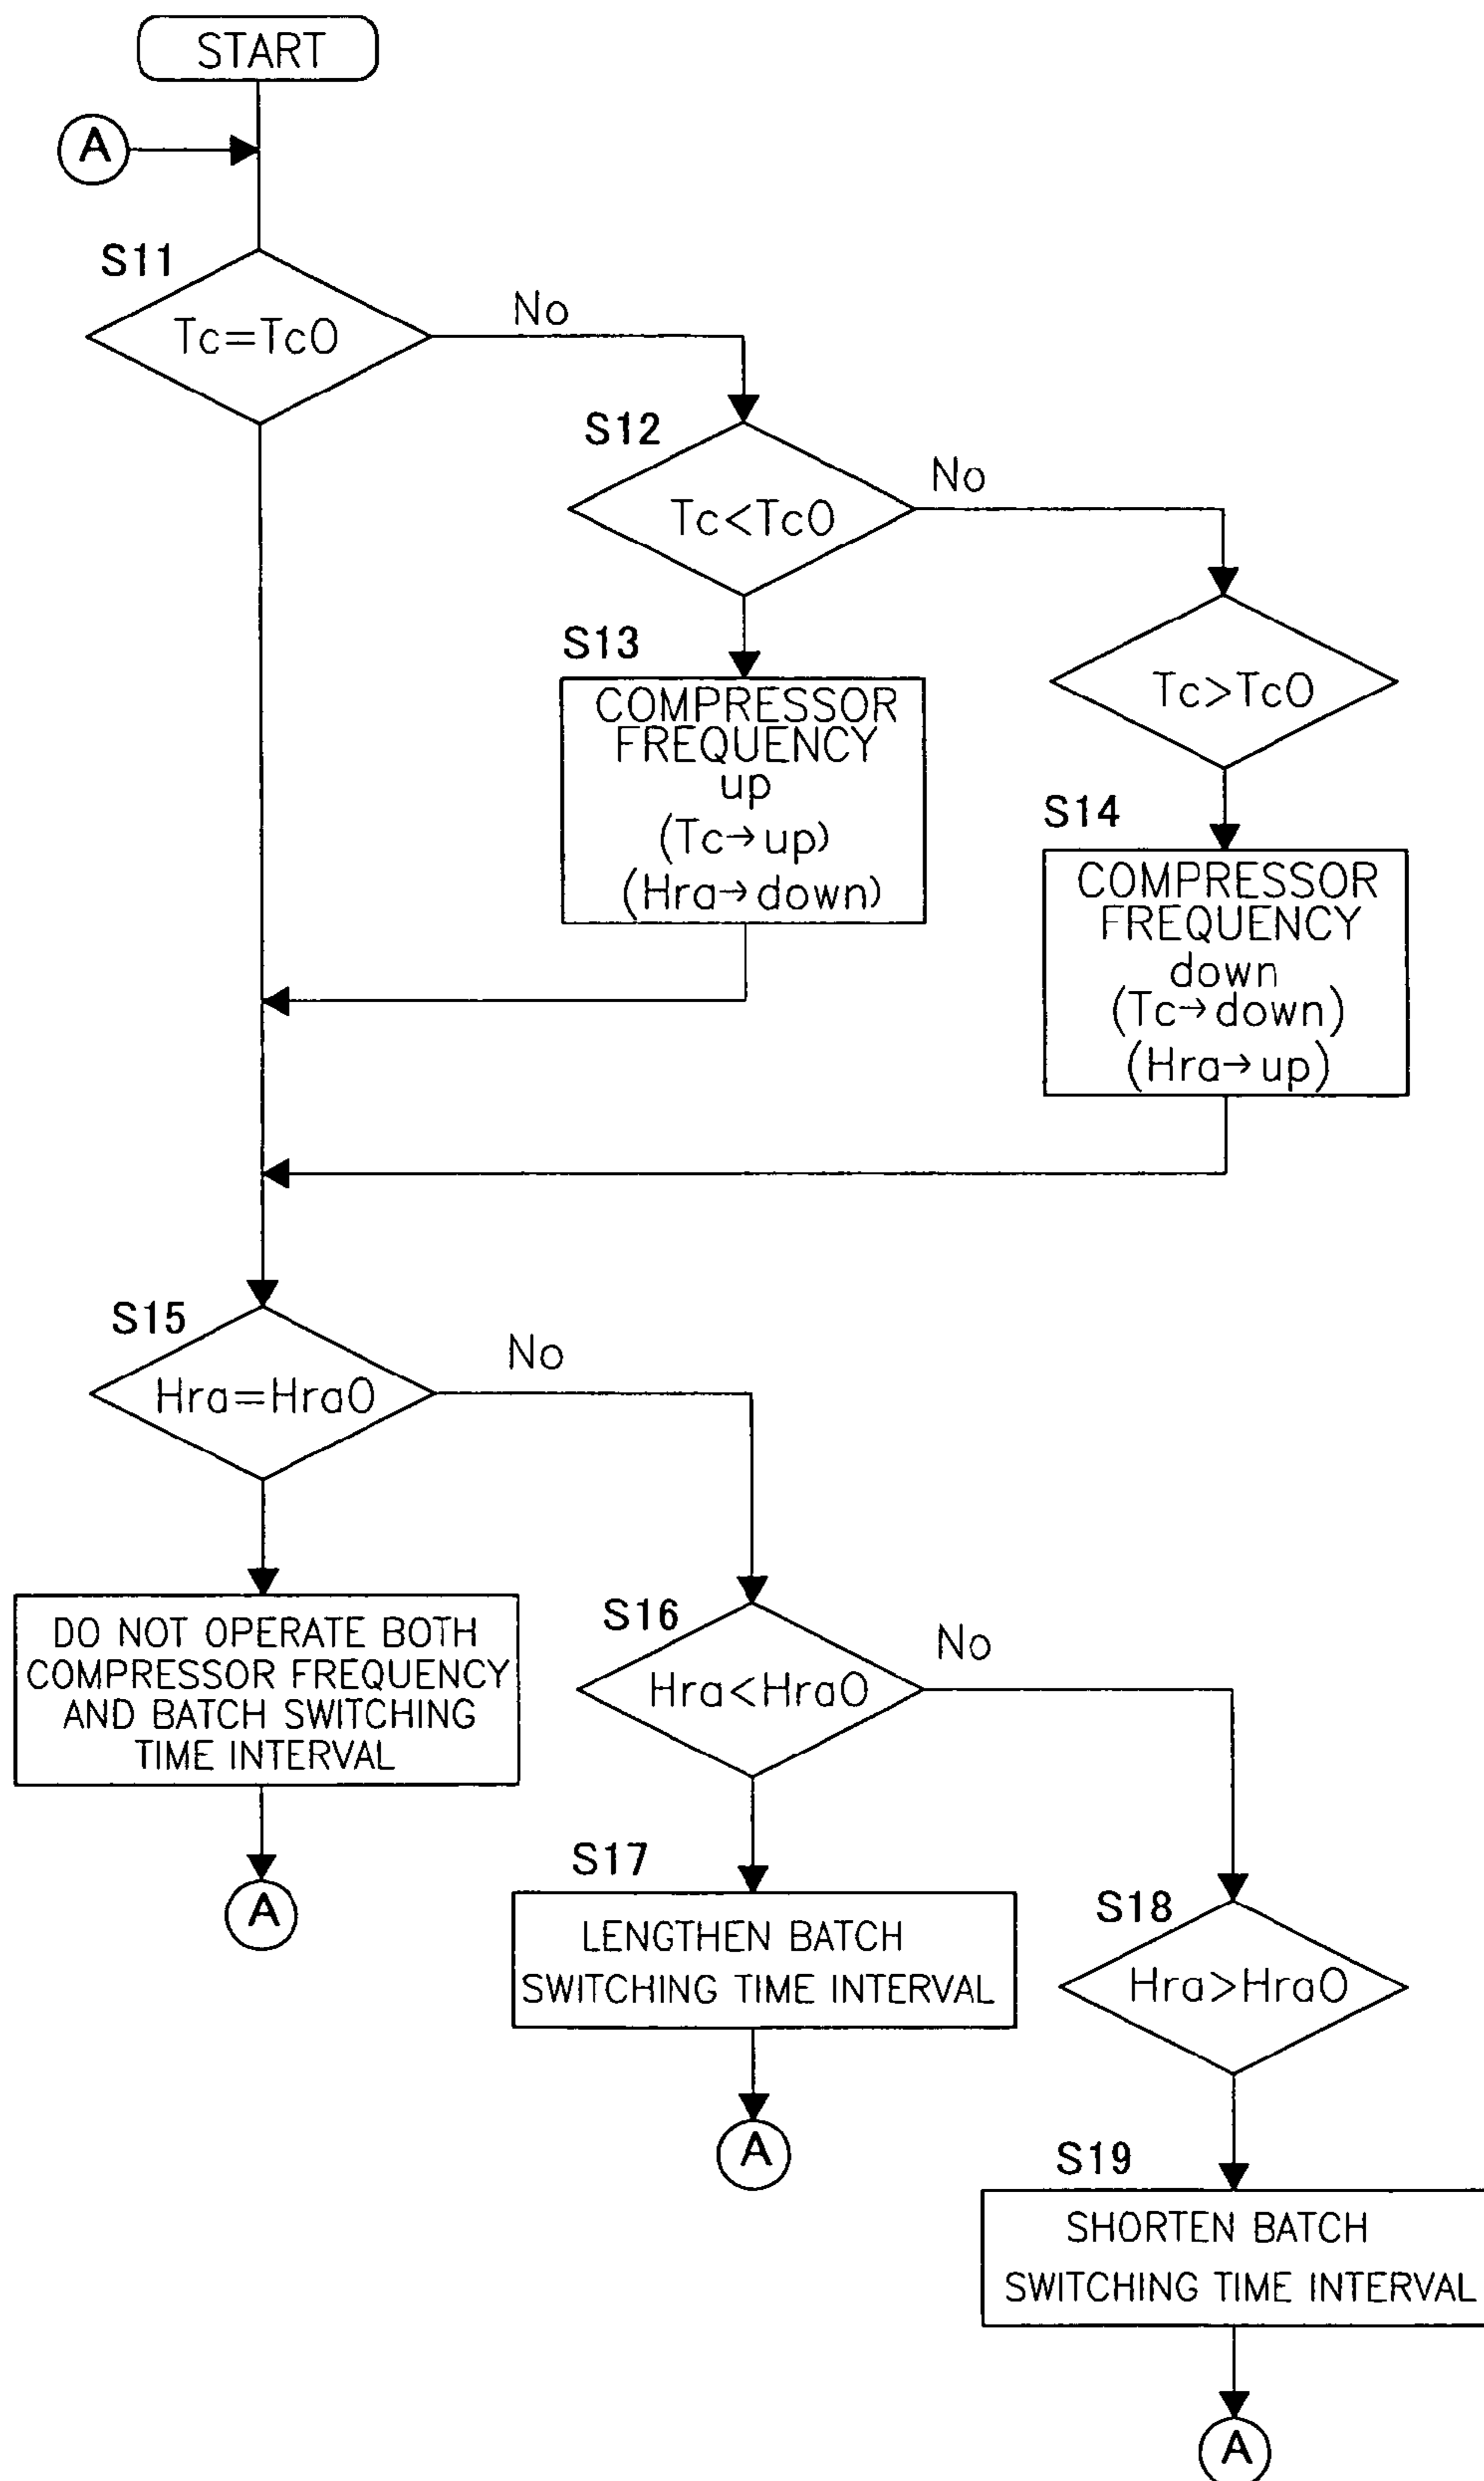 START
A
S11
Tc=Tc0
No
S12
Tc<Tc0
No
S13
COMPRESSOR
FREQUENCY
up
(Tc→up)
(Hra→down)
Tc>Tc0
S14
COMPRESSOR
FREQUENCY
down
(Tc→down)
(Hra→up)
S15
Hra=Hra0
No
DO NOT OPERATE BOTH
COMPRESSOR FREQUENCY
AND BATCH SWITCHING
TIME INTERVAL
A
S16
Hra<Hra0
No
S17
LENGTHEN BATCH
SWITCHING TIME INTERVAL
A
S18
Hra>Hra0
S19
SHORTEN BATCH
SWITCHING TIME INTERVAL
A